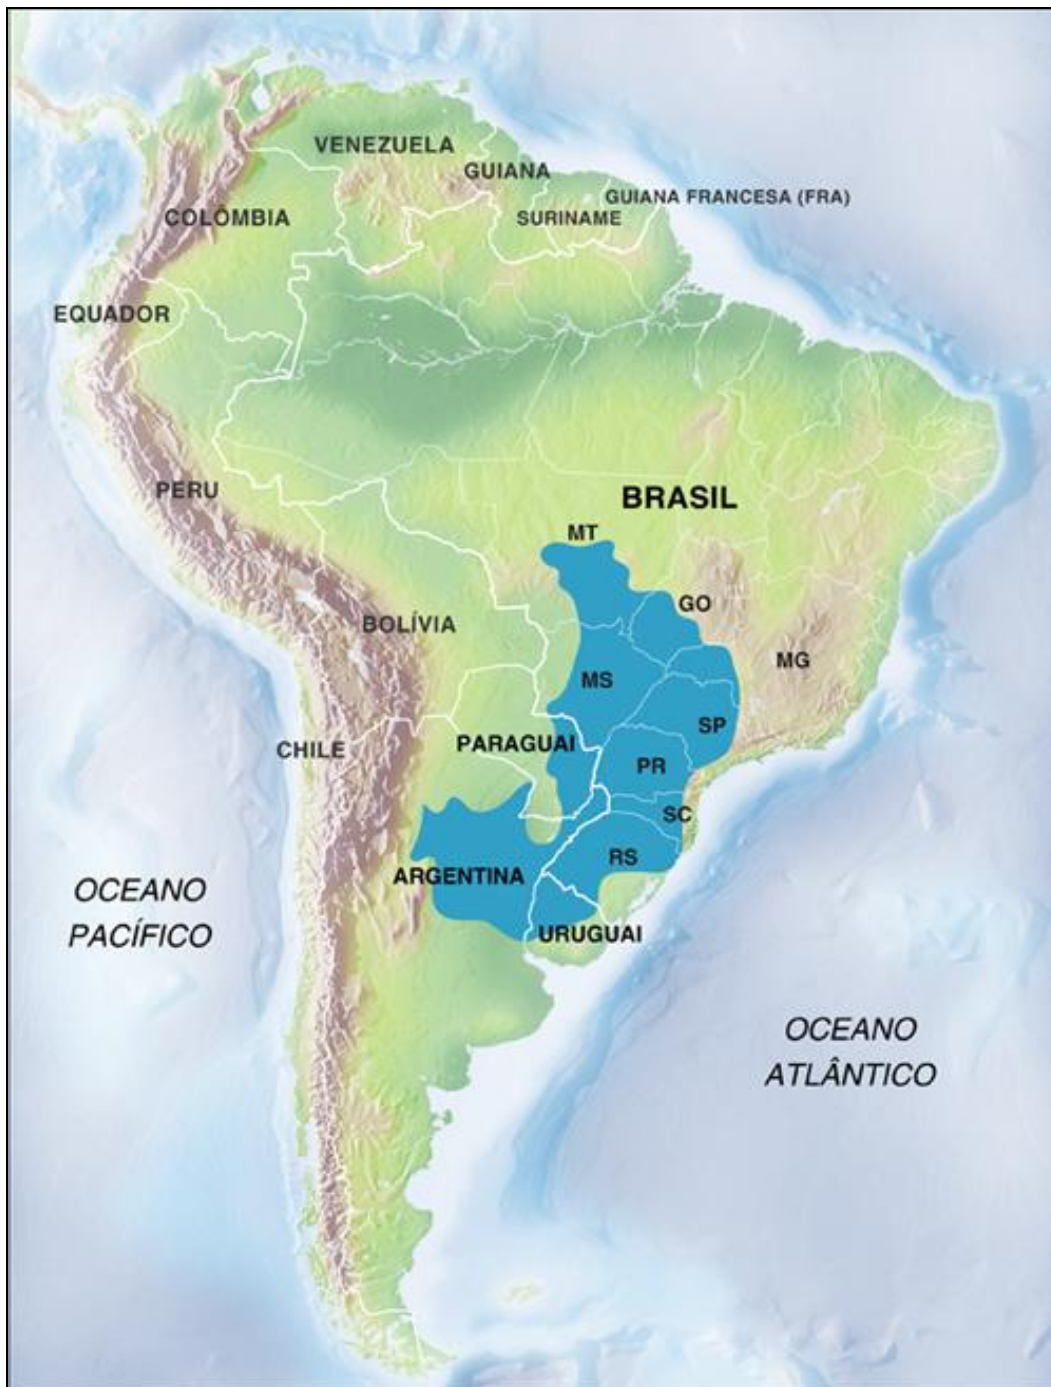 VENEZUELA
GUIANA
GUIANA FRANCESA (FRA)
COLÔMBIA
SURINAME
EQUADOR
PERU
BRASIL
MT
GO
BOLÍVIA
MG
MS
SP
PARAGUAI
CHILE
PR
SC
RS
ARGENTINA
OCEANO
PACÍFICO
URUGUAI
OCEANO
ATLÂNTICO